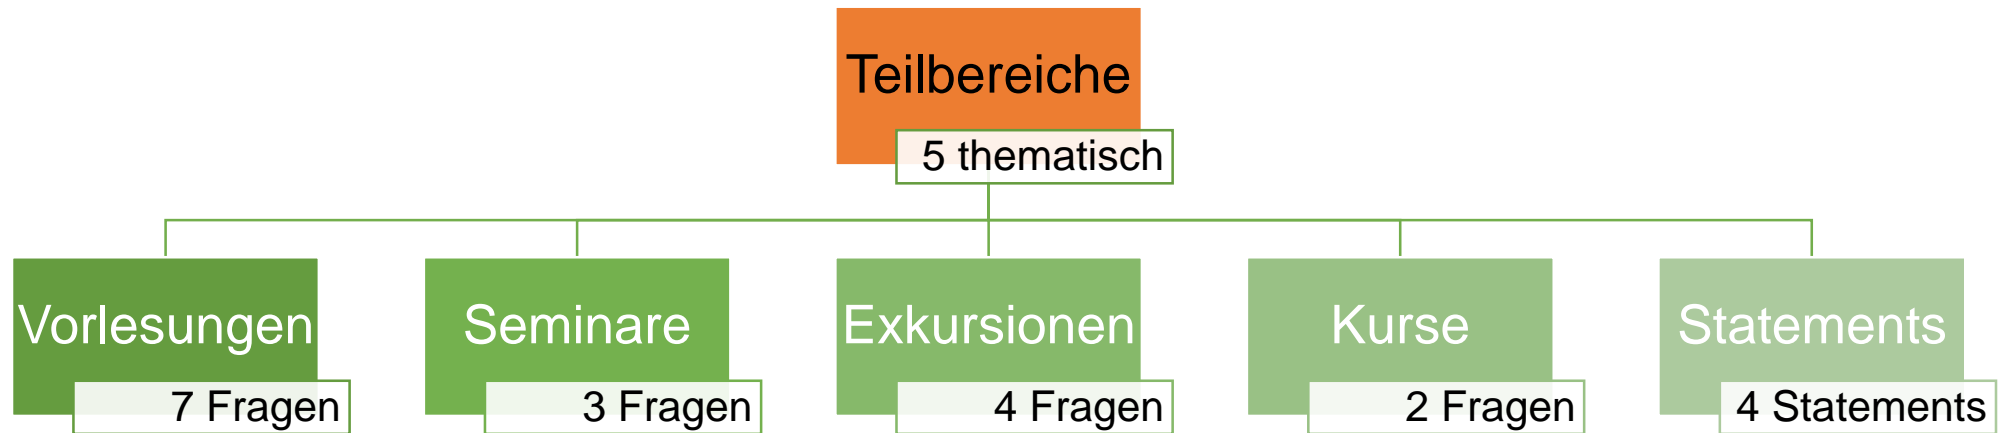 Teilbereiche
5 thematisch
Vorlesungen
7 Fragen
Seminare
3 Fragen
Exkursionen
4 Fragen
Kurse
2 Fragen
Statements
4 Statements